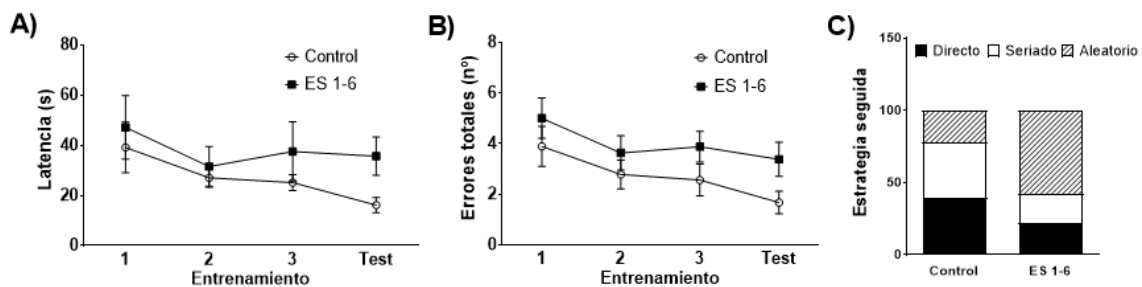 A)
Latencia (s)
80
60
40
20
0
Control
ES 1-6
1 2 3 Test
Entrenamiento
B)
Errores totales (nº)
8
6
4
2
0
Control
ES 1-6
1 2 3 Test
Entrenamiento
C)
Estrategia seguida
150
100
50
0
Directo Seriado Aleatorio
Control ES 1-6